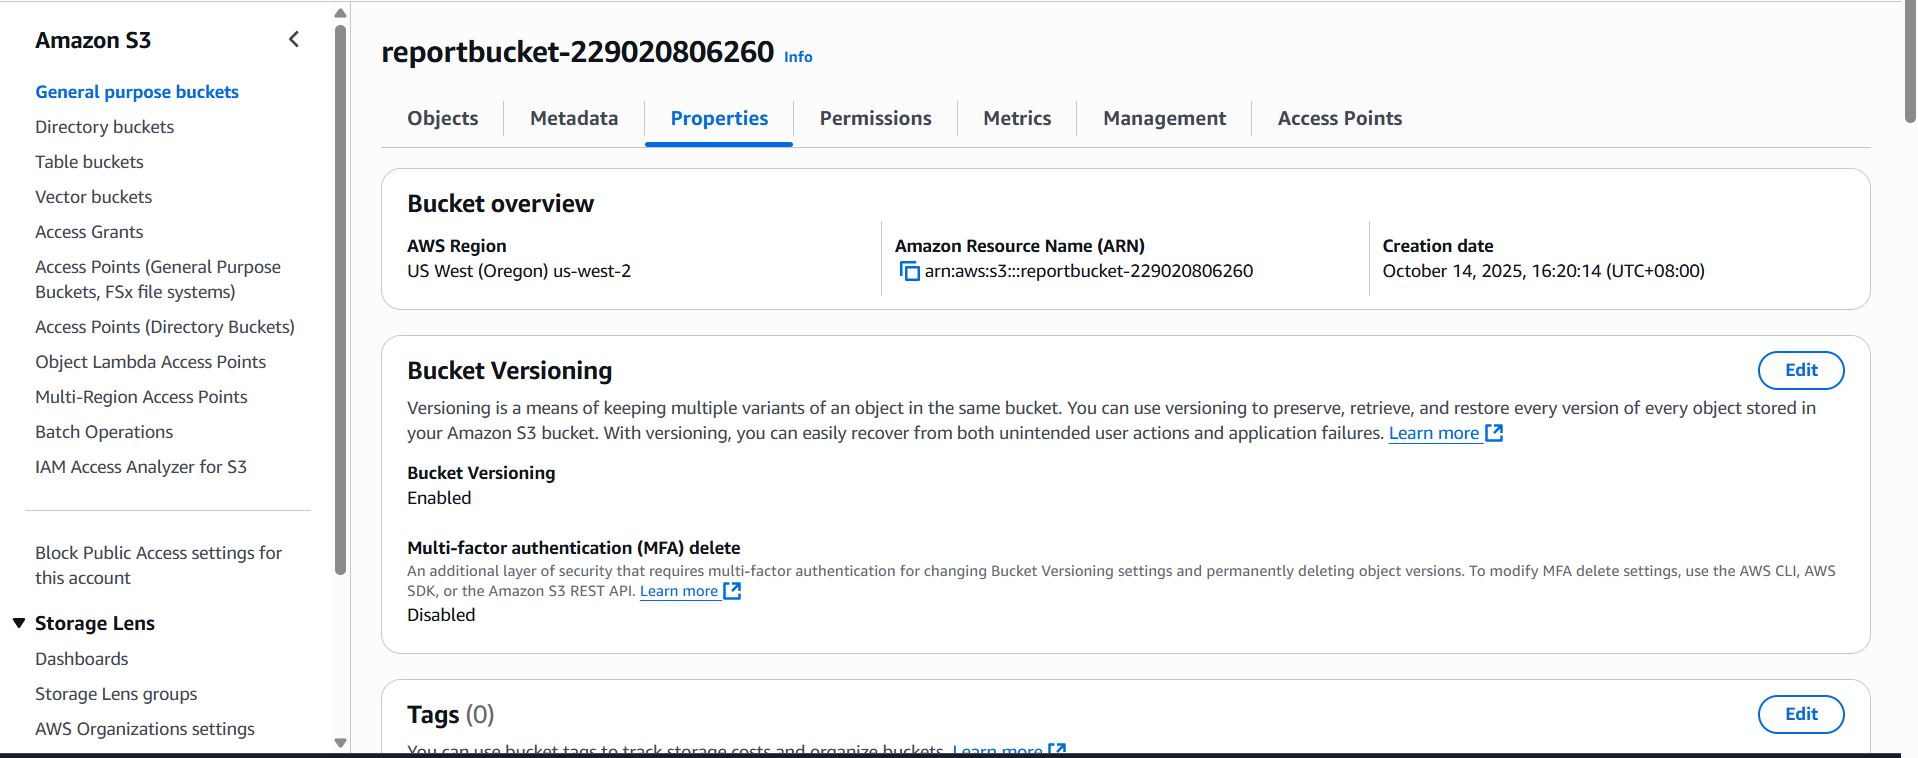 Amazon S3
General purpose buckets
Directory buckets
Table buckets
Vector buckets
Access Grants
Access Points (General Purpose
Buckets, FSx file systems)
Access Points (Directory Buckets)
Object Lambda Access Points
Multi-Region Access Points
Batch Operations
IAM Access Analyzer for S3
Block Public Access settings for
this account
Storage Lens
Dashboards
Storage Lens groups
AWS Organizations settings
reportbucket-229020806260 Info
Objects Metadata Properties Permissions Metrics Management Access Points
Bucket overview
AWS Region
US West (Oregon) us-west-2
Amazon Resource Name (ARN)
arn:aws:s3:::reportbucket-229020806260
Creation date
October 14, 2025, 16:20:14 (UTC+08:00)
Bucket Versioning
Edit
Versioning is a means of keeping multiple variants of an object in the same bucket. You can use versioning to preserve, retrieve, and restore every version of every object stored in
your Amazon S3 bucket. With versioning, you can easily recover from both unintended user actions and application failures. Learn more
Bucket Versioning
Enabled
Multi-factor authentication (MFA) delete
An additional layer of security that requires multi-factor authentication for changing Bucket Versioning settings and permanently deleting object versions. To modify MFA delete settings, use the AWS CLI, AWS
SDK, or the Amazon S3 REST API. Learn more
Disabled
Tags (0)
Edit
You can use bucket tags to track storage costs and organize buckets. Learn more